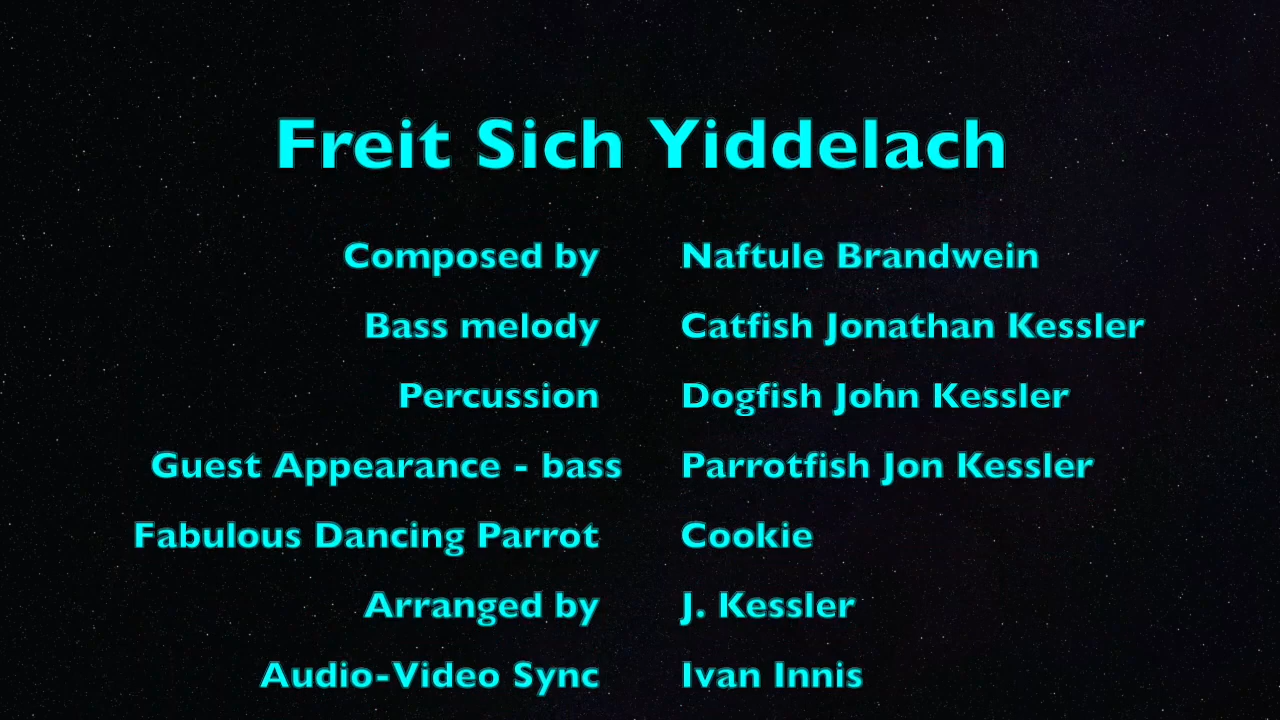 Freit Sich Yiddelach
Composed by Naftule Brandwein
Bass melody Catfish Jonathan Kessler
Percussion Dogfish John Kessler
Guest Appearance - bass Parrotfish Jon Kessler
Fabulous Dancing Parrot Cookie
Arranged by J. Kessler
Audio-Video Sync Ivan Innis